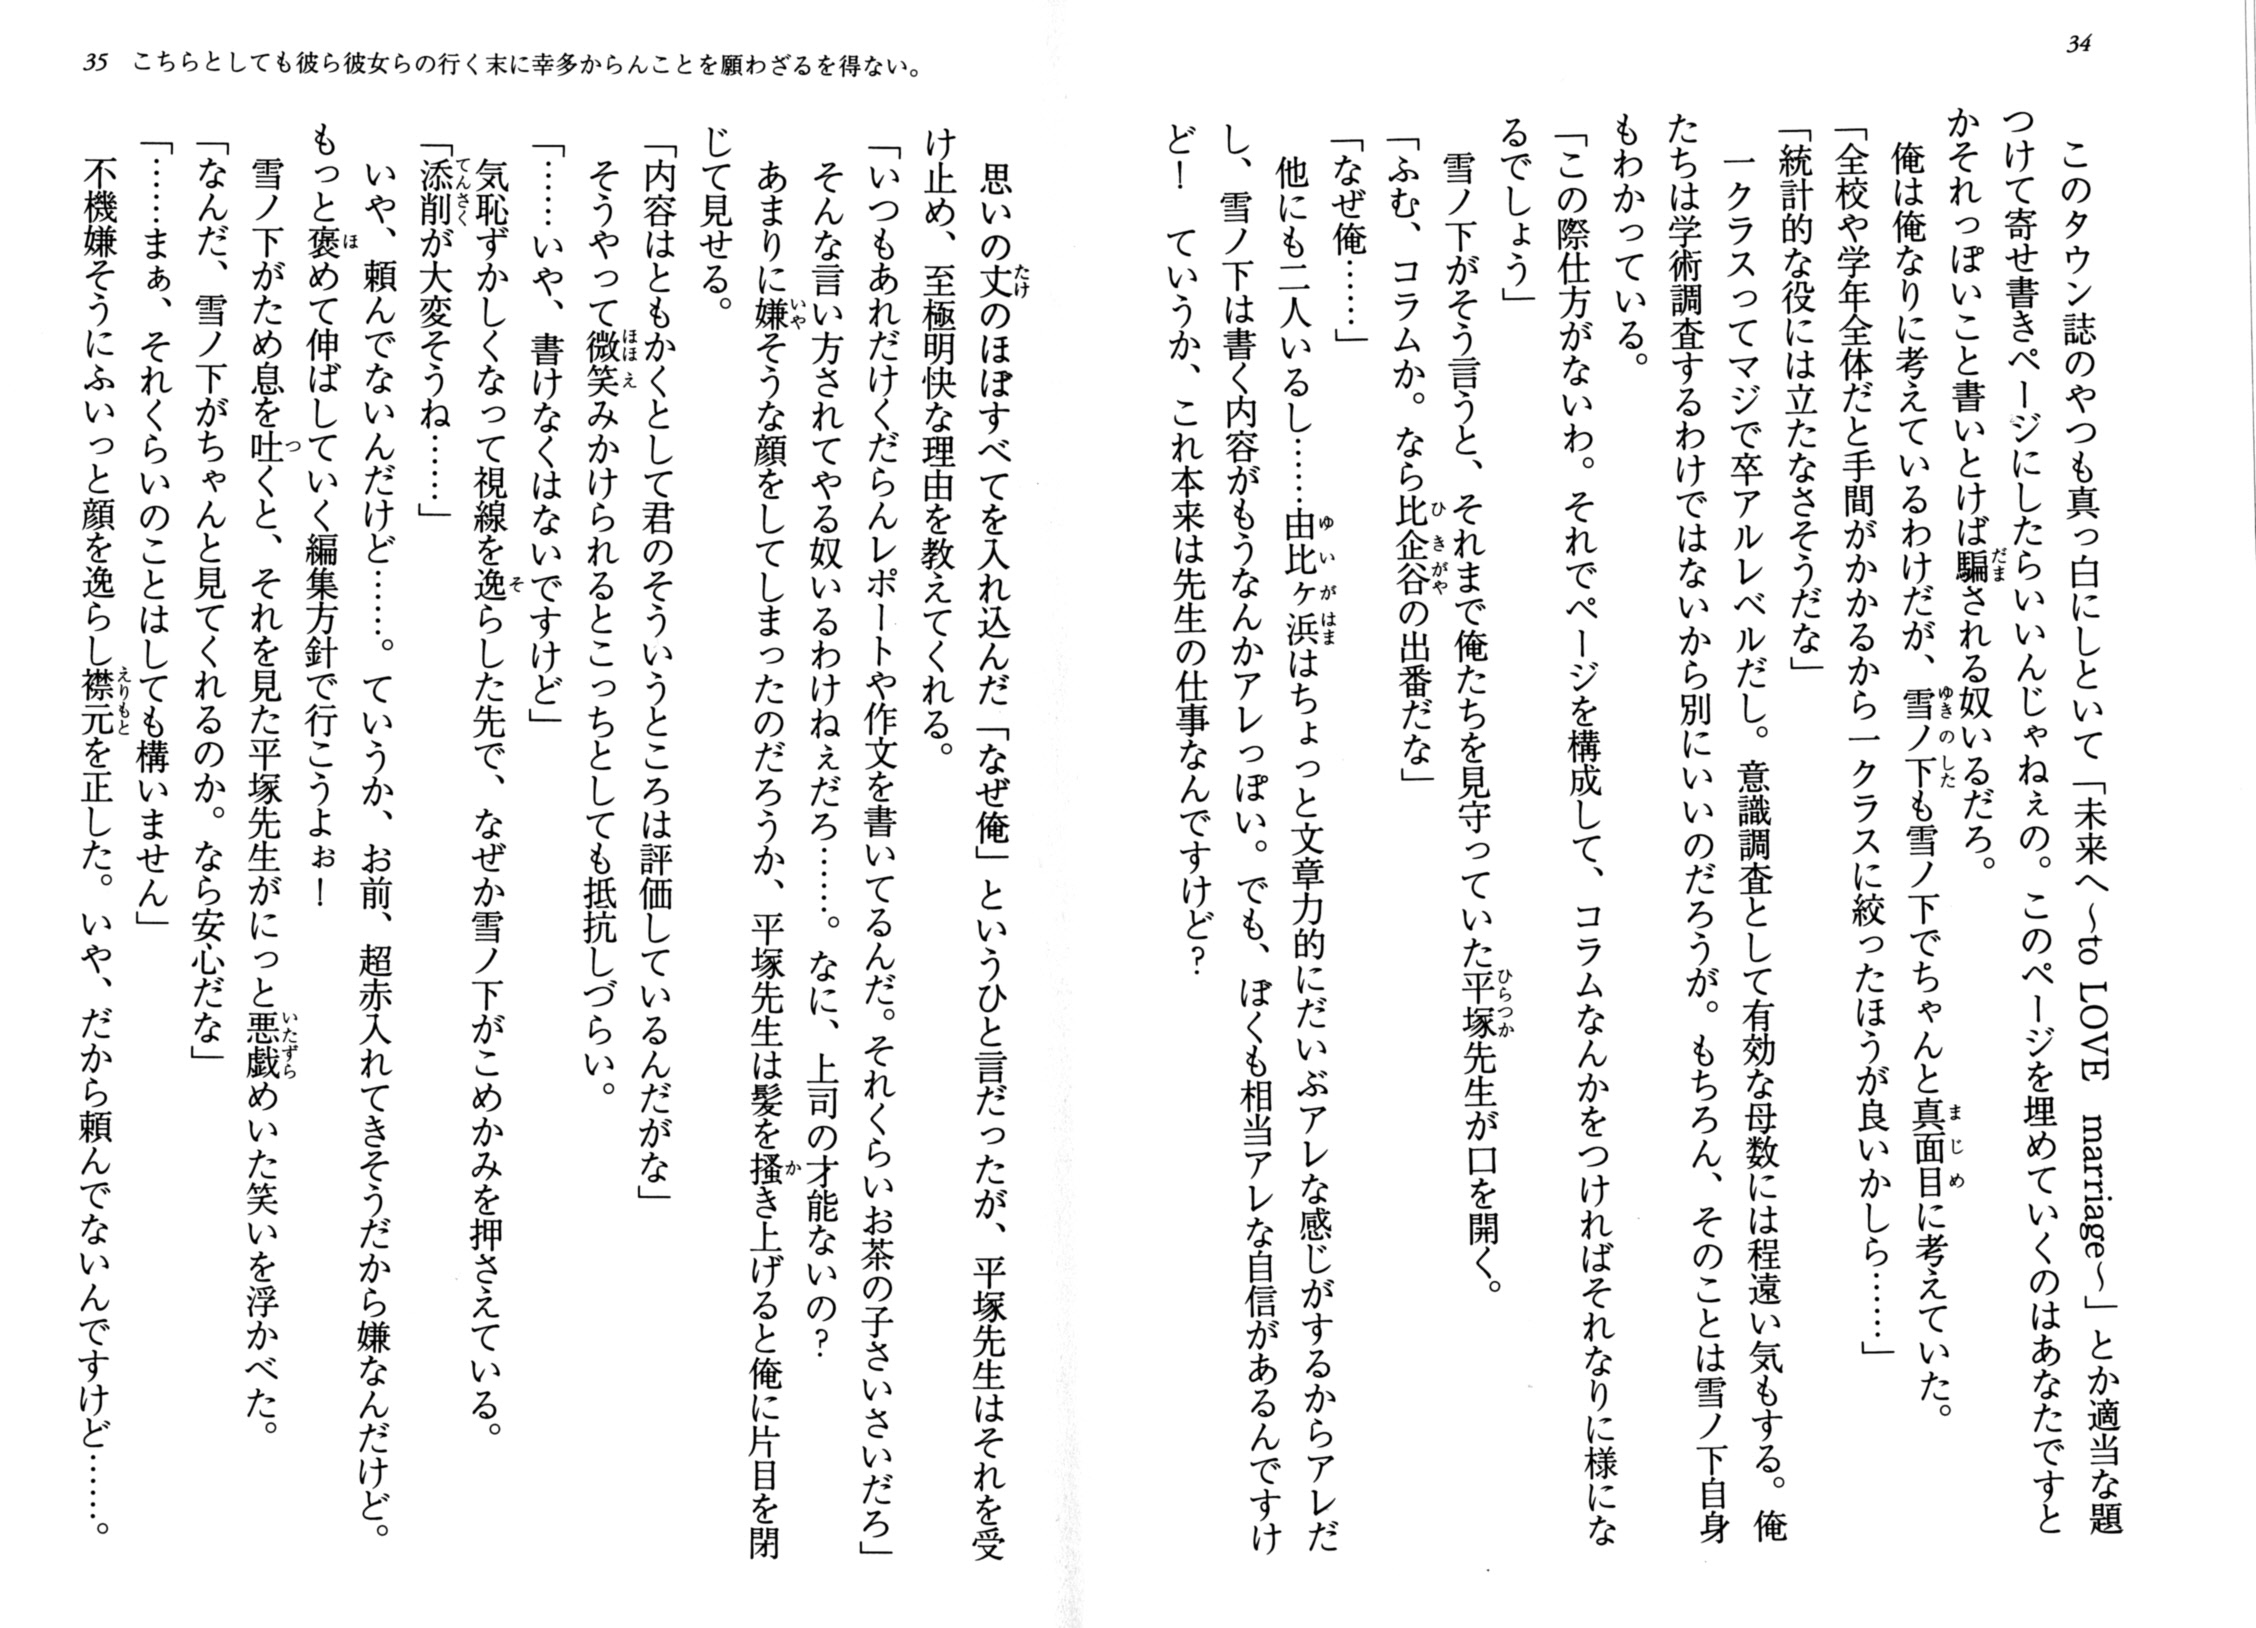 34
このタウン誌のやつも真っ白にしといて「未来へ～to LOVE marriage～」とか適当な題
つけて寄せ書きページにしたらいいんじゃねぇの。このページを埋めていくのはあなたですと
かそれっぽいこと書いとけば騙される奴いるだろ。
俺は俺なりに考えているわけだが、雪ノ下も雪ノ下でちゃんと真面目に考えていた。
「全校や学年全体だと手間がかかるから一クラスに絞ったほうが良いかしら……」
「統計的な役には立たなさそうだな」
一クラスってマジで卒アルレベルだし。意識調査として有効な母数には程遠い気もする。俺
たちは学術調査するわけではないから別にいいのだろうが。もちろん、そのことは雪ノ下自身
もわかっている。
「この際仕方がないわ。それでページを構成して、コラムなんかをつければそれなりに様にな
るでしょう」
雪ノ下がそう言うと、それまで俺たちを見守っていた平塚先生が口を開く。
「ふむ、コラムか。なら比企谷の出番だな」
「なぜ俺……」
他にも二人いるし……由比ヶ浜はちょっと文章力的にだいぶアレな感じがするからアレだ
し、雪ノ下は書く内容がもうなんかアレっぽい。でも、ぼくも相当アレな自信があるんですけ
ど！　ていうか、これ本来は先生の仕事なんですけど？
35 こちらとしても彼ら彼女らの行く末に幸多からんことを願わざるを得ない。
思いの丈のほぼすべてを入れ込んだ「なぜ俺」というひと言だったが、平塚先生はそれを受
け止め、至極明快な理由を教えてくれる。
「いつもあれだけくだらんレポートや作文を書いてるんだ。それくらいお茶の子さいさいだろ」
そんな言い方されてやる奴いるわけねぇだろ……。なに、上司の才能ないの？
あまりに嫌そうな顔をしてしまったのだろうか、平塚先生は髪を掻き上げると俺に片目を閉
じて見せる。
「内容はともかくとして君のそういうところは評価しているんだがな」
そうやって微笑みかけられるとこっちとしても抵抗しづらい。
「……いや、書けなくはないですけど」
気恥ずかしくなって視線を逸らした先で、なぜか雪ノ下がこめかみを押さえている。
「添削が大変そうね……」
いや、頼んでないんだけど……。ていうか、お前、超赤入れてきそうだから嫌なんだけど。
もっと褒めて伸ばしていく編集方針で行こうよぉ！
雪ノ下がため息を吐くと、それを見た平塚先生がにっと悪戯めいた笑いを浮かべた。
「なんだ、雪ノ下がちゃんと見てくれるのか。なら安心だな」
「……まぁ、それくらいのことはしても構いません」
不機嫌そうにふいっと顔を逸らし襟元を正した。いや、だから頼んでないんですけど……。